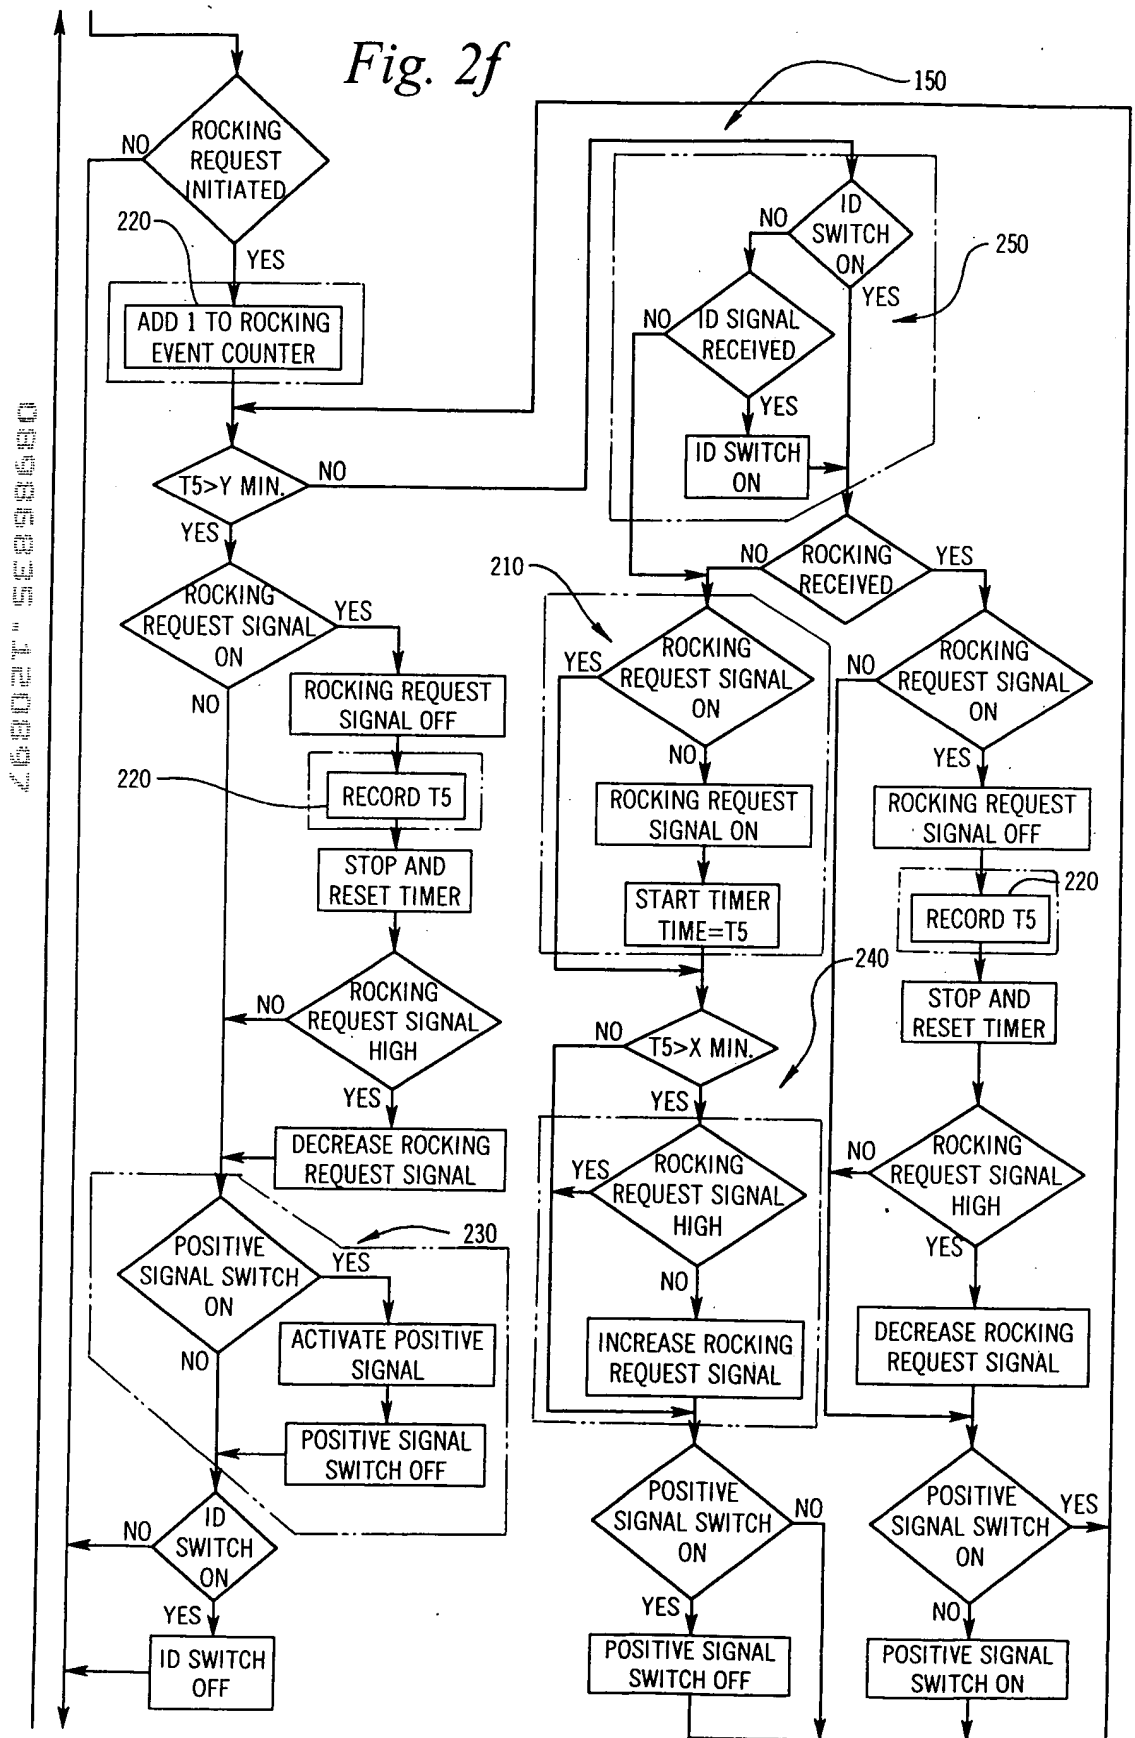 Fig. 2f
150
ROCKING
REQUEST
INITIATED
NO
YES
220
ADD 1 TO ROCKING
EVENT COUNTER
T5>Y MIN.
NO
YES
ROCKING
REQUEST SIGNAL
ON
YES
NO
ROCKING REQUEST
SIGNAL OFF
220
RECORD T5
STOP AND
RESET TIMER
ROCKING
REQUEST SIGNAL
HIGH
NO
YES
DECREASE ROCKING
REQUEST SIGNAL
230
POSITIVE
SIGNAL SWITCH
ON
YES
NO
ACTIVATE POSITIVE
SIGNAL
POSITIVE SIGNAL
SWITCH OFF
ID
SWITCH
ON
NO
YES
ID SWITCH
OFF
ID
SWITCH
ON
NO
YES
250
ID SIGNAL
RECEIVED
NO
YES
ID SWITCH
ON
ROCKING
RECEIVED
NO
YES
210
ROCKING
REQUEST SIGNAL
ON
YES
NO
ROCKING REQUEST
SIGNAL ON
START TIMER
TIME=T5
240
T5>X MIN.
NO
YES
ROCKING
REQUEST SIGNAL
HIGH
YES
NO
INCREASE ROCKING
REQUEST SIGNAL
POSITIVE
SIGNAL SWITCH
ON
NO
YES
POSITIVE SIGNAL
SWITCH OFF
ROCKING
REQUEST SIGNAL
ON
NO
YES
ROCKING REQUEST
SIGNAL OFF
220
RECORD T5
STOP AND
RESET TIMER
ROCKING
REQUEST SIGNAL
HIGH
NO
YES
DECREASE ROCKING
REQUEST SIGNAL
POSITIVE
SIGNAL SWITCH
ON
YES
NO
POSITIVE SIGNAL
SWITCH ON
08986835.120897